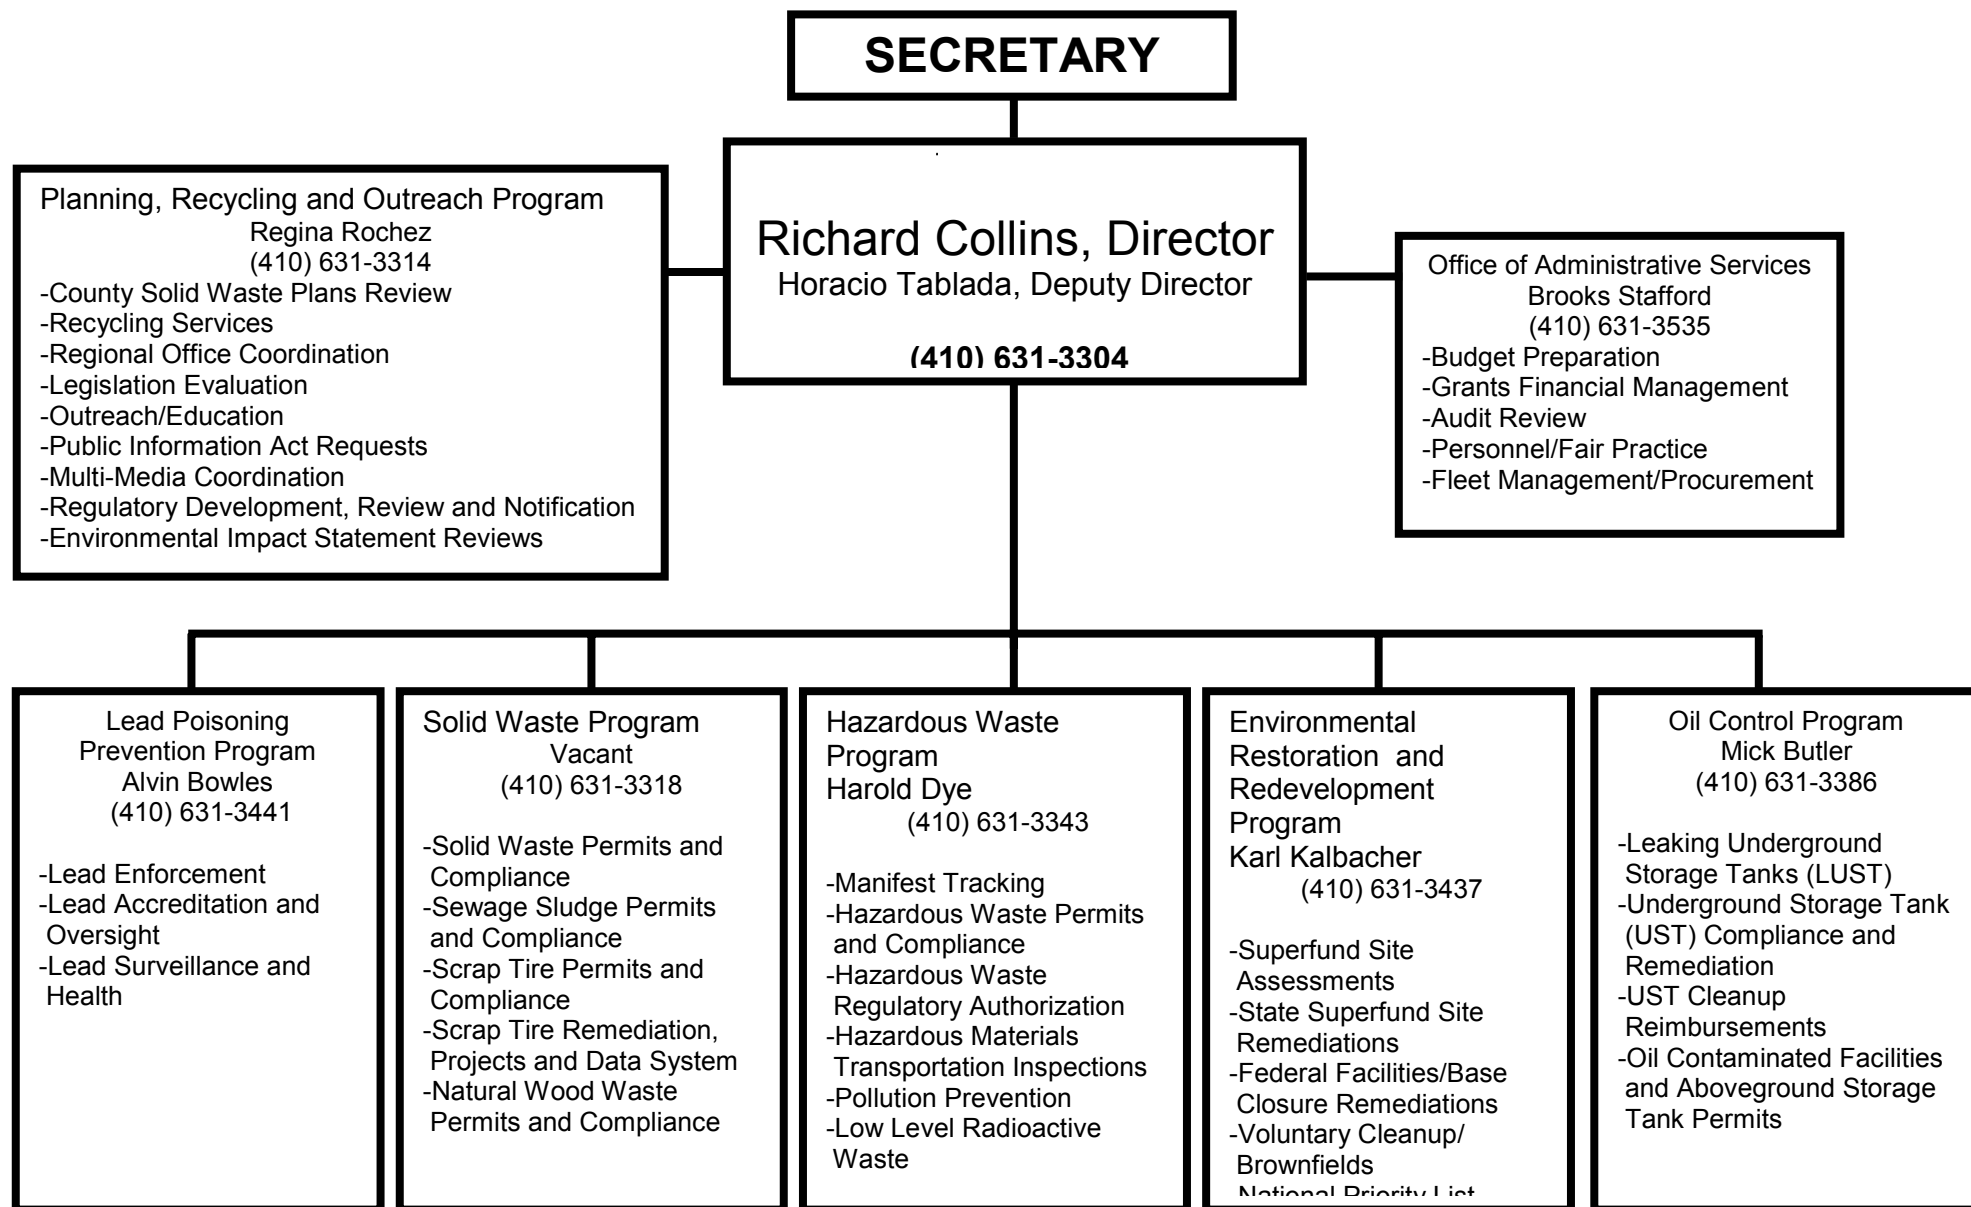 SECRETARY
Planning, Recycling and Outreach Program
Regina Rochez
(410) 631-3314
-County Solid Waste Plans Review
-Recycling Services
-Regional Office Coordination
-Legislation Evaluation
-Outreach/Education
-Public Information Act Requests
-Multi-Media Coordination
-Regulatory Development, Review and Notification
-Environmental Impact Statement Reviews
Richard Collins, Director
Horacio Tablada, Deputy Director
(410) 631-3304
Office of Administrative Services
Brooks Stafford
(410) 631-3535
-Budget Preparation
-Grants Financial Management
-Audit Review
-Personnel/Fair Practice
-Fleet Management/Procurement
Lead Poisoning
Prevention Program
Alvin Bowles
(410) 631-3441
-Lead Enforcement
-Lead Accreditation and
Oversight
-Lead Surveillance and
Health
Solid Waste Program
Vacant
(410) 631-3318
-Solid Waste Permits and
Compliance
-Sewage Sludge Permits
and Compliance
-Scrap Tire Permits and
Compliance
-Scrap Tire Remediation,
Projects and Data System
-Natural Wood Waste
Permits and Compliance
Hazardous Waste
Program
Harold Dye
(410) 631-3343
-Manifest Tracking
-Hazardous Waste Permits
and Compliance
-Hazardous Waste
Regulatory Authorization
-Hazardous Materials
Transportation Inspections
-Pollution Prevention
-Low Level Radioactive
Waste
Environmental
Restoration and
Redevelopment
Program
Karl Kalbacher
(410) 631-3437
-Superfund Site
Assessments
-State Superfund Site
Remediations
-Federal Facilities/Base
Closure Remediations
-Voluntary Cleanup/
Brownfields
-National Priority List
Oil Control Program
Mick Butler
(410) 631-3386
-Leaking Underground
Storage Tanks (LUST)
-Underground Storage Tank
(UST) Compliance and
Remediation
-UST Cleanup
Reimbursements
-Oil Contaminated Facilities
and Aboveground Storage
Tank Permits